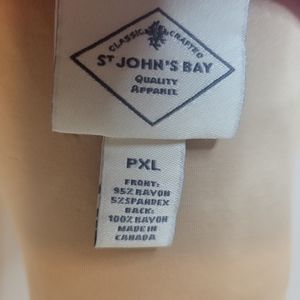 CLASSIC CRAFTED
ST JOHN'S BAY
QUALITY
APPAREL
PXL
FRONT:
95% RAYON
5% SPANDEX
BACK:
100% RAYON
MADE IN
CANADA